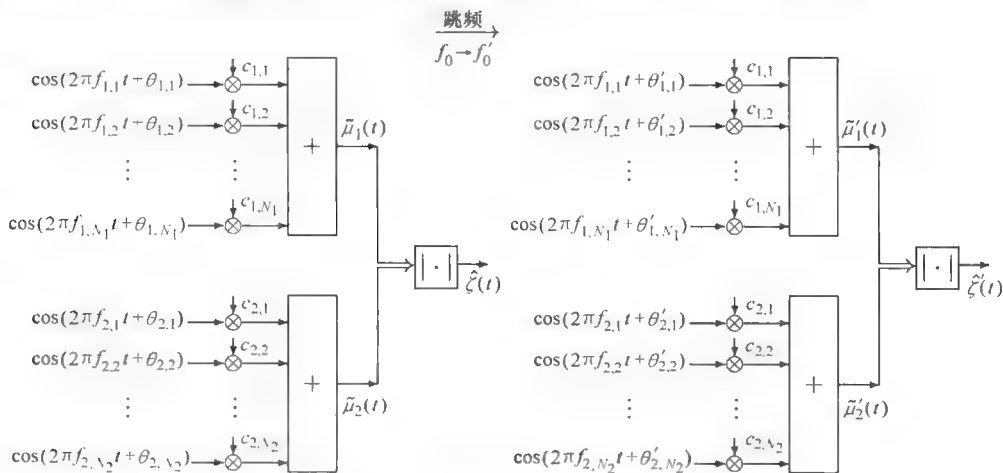 跳频
f₀→f′₀
cos(2πf₁,₁t+θ₁,₁)
c₁,₁
cos(2πf₁,₂t+θ₁,₂)
c₁,₂
⋮
⋮
cos(2πf₁,N₁t+θ₁,N₁)
c₁,N₁
+
μ̃₁(t)
cos(2πf₂,₁t+θ₂,₁)
c₂,₁
cos(2πf₂,₂t+θ₂,₂)
c₂,₂
⋮
⋮
cos(2πf₂,N₂t+θ₂,N₂)
c₂,N₂
+
μ̃₂(t)
|·|
ζ̂(t)
cos(2πf₁,₁t+θ′₁,₁)
c₁,₁
cos(2πf₁,₂t+θ′₁,₂)
c₁,₂
⋮
⋮
cos(2πf₁,N₁t+θ′₁,N₁)
c₁,N₁
+
μ̃′₁(t)
cos(2πf₂,₁t+θ′₂,₁)
c₂,₁
cos(2πf₂,₂t+θ′₂,₂)
c₂,₂
⋮
⋮
cos(2πf₂,N₂t+θ′₂,N₂)
c₂,N₂
+
μ̃′₂(t)
|·|
ζ̂′(t)